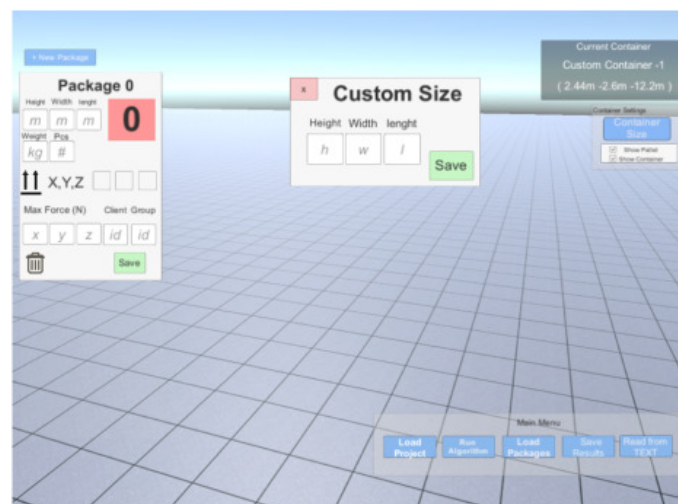 + New Package
Package 0
Height Width lenght
m m m
0
Weight Pcs
kg #
X,Y,Z
Max Force (N) Client Group
x y z id id
Save
x
Custom Size
Height Width lenght
h w l
Save
Current Container
Custom Container -1
( 2.44m -2.6m -12.2m )
Container Settings
Container
Size
Show Pallet
Show Container
Main Menu
Load
Project
Run
Algorithm
Load
Packages
Save
Results
Read from
TEXT